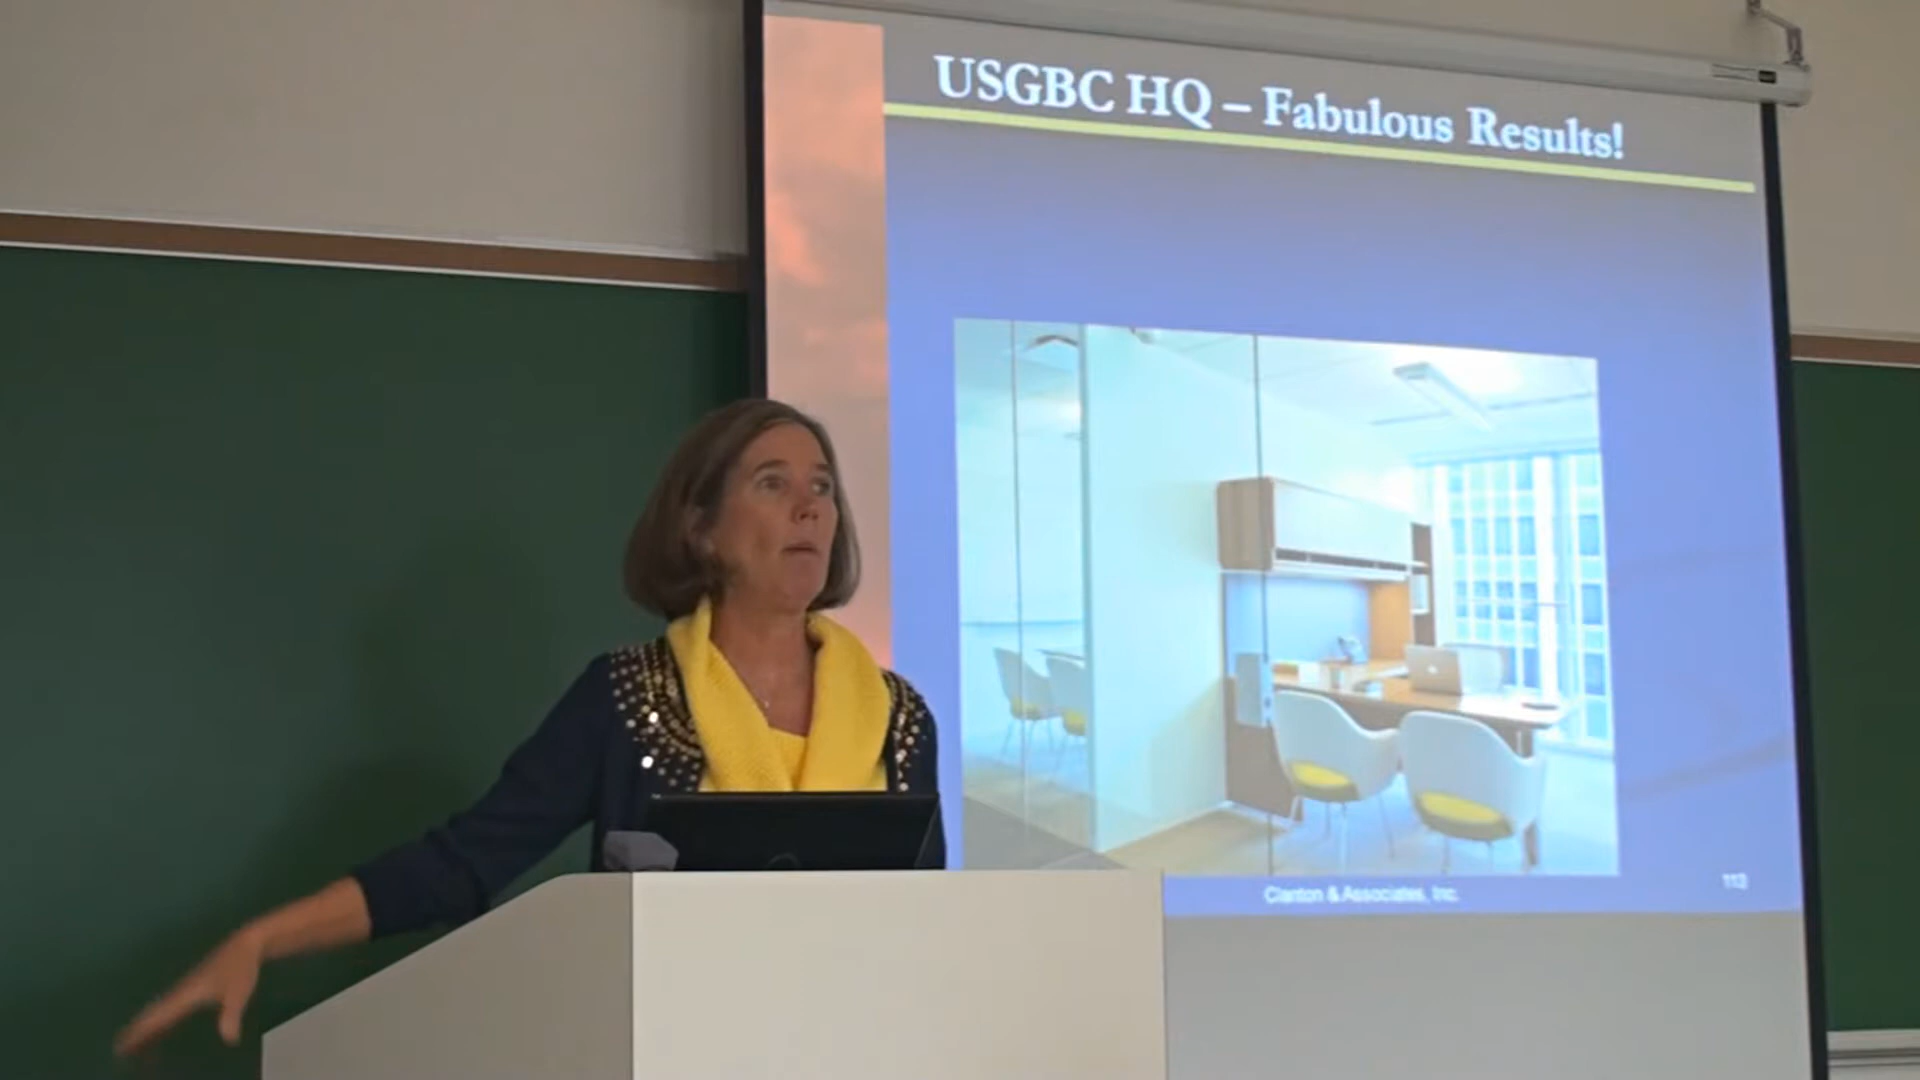 USGBC HQ – Fabulous Results!
Clanton & Associates, Inc.
113